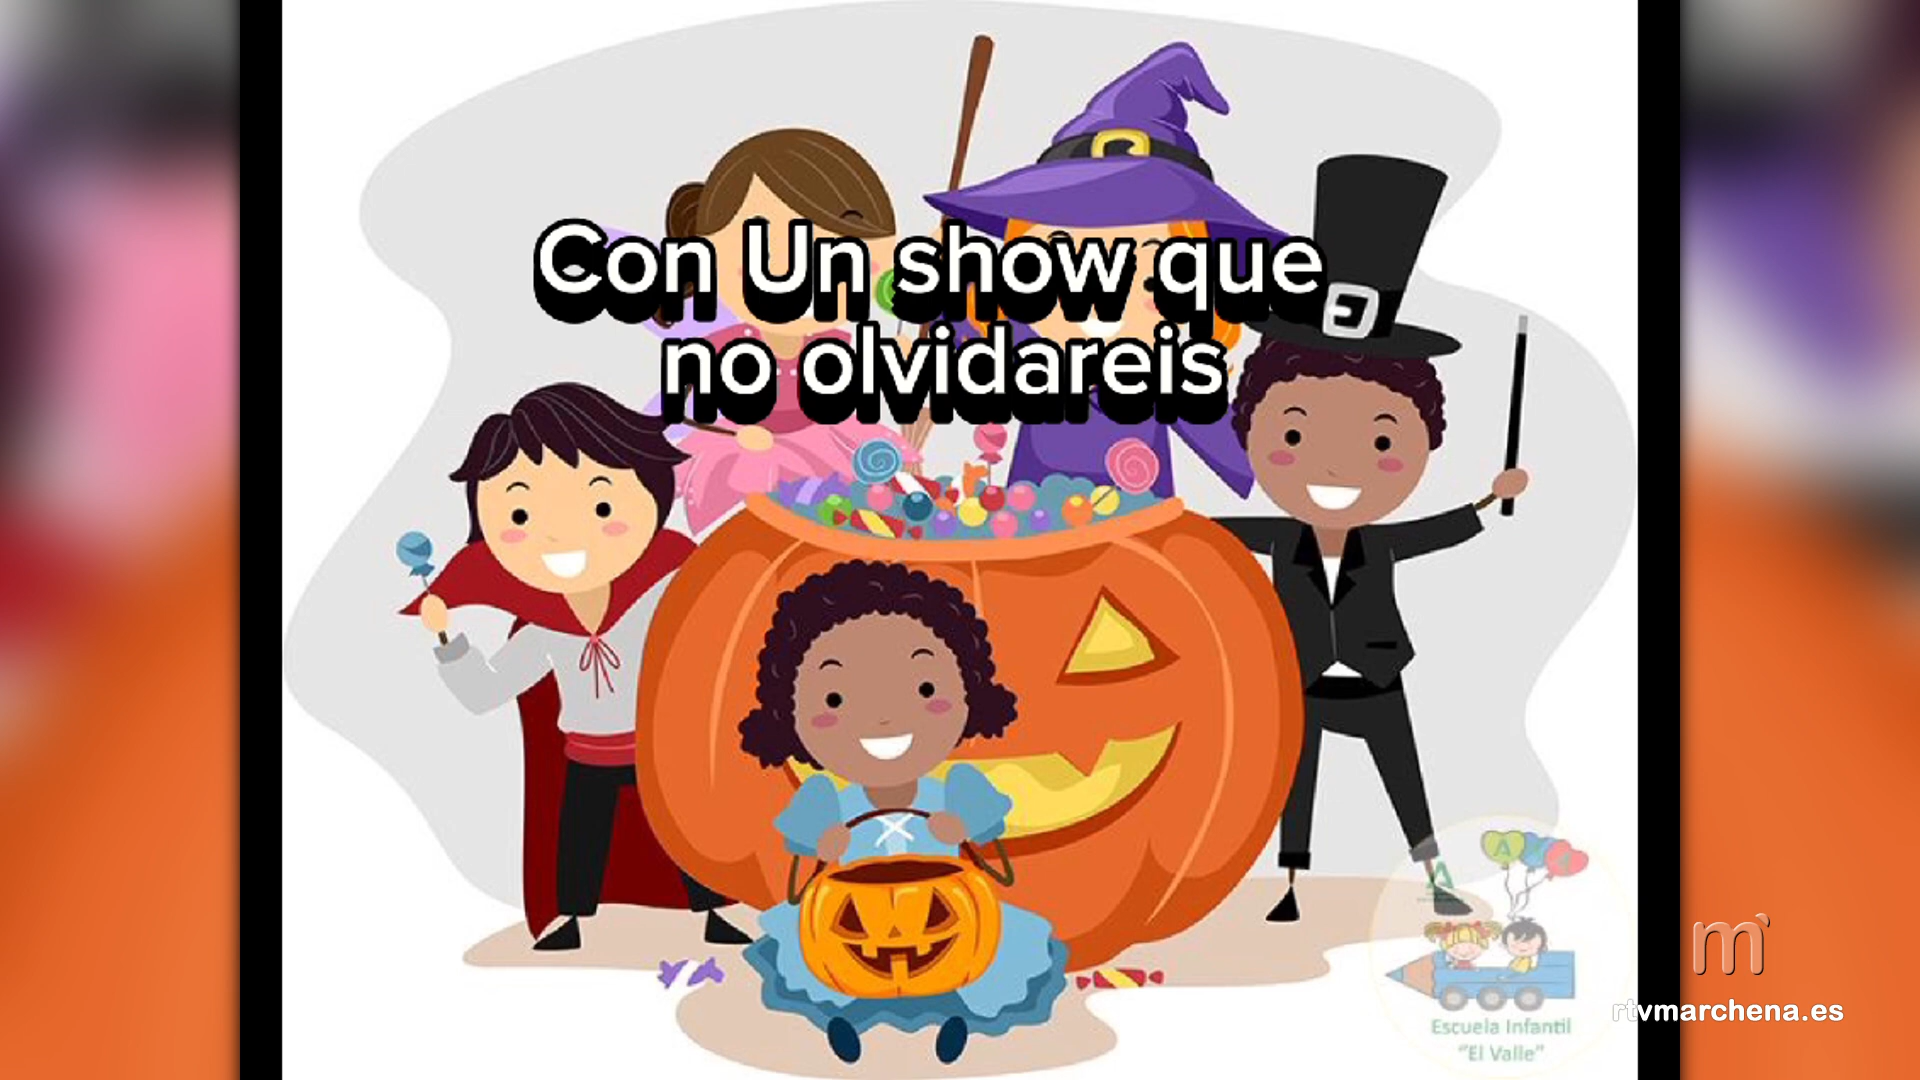 Con Un show que
no olvidareis
A
m
rtvmarchena.es
Escuela Infantil
"El Valle"